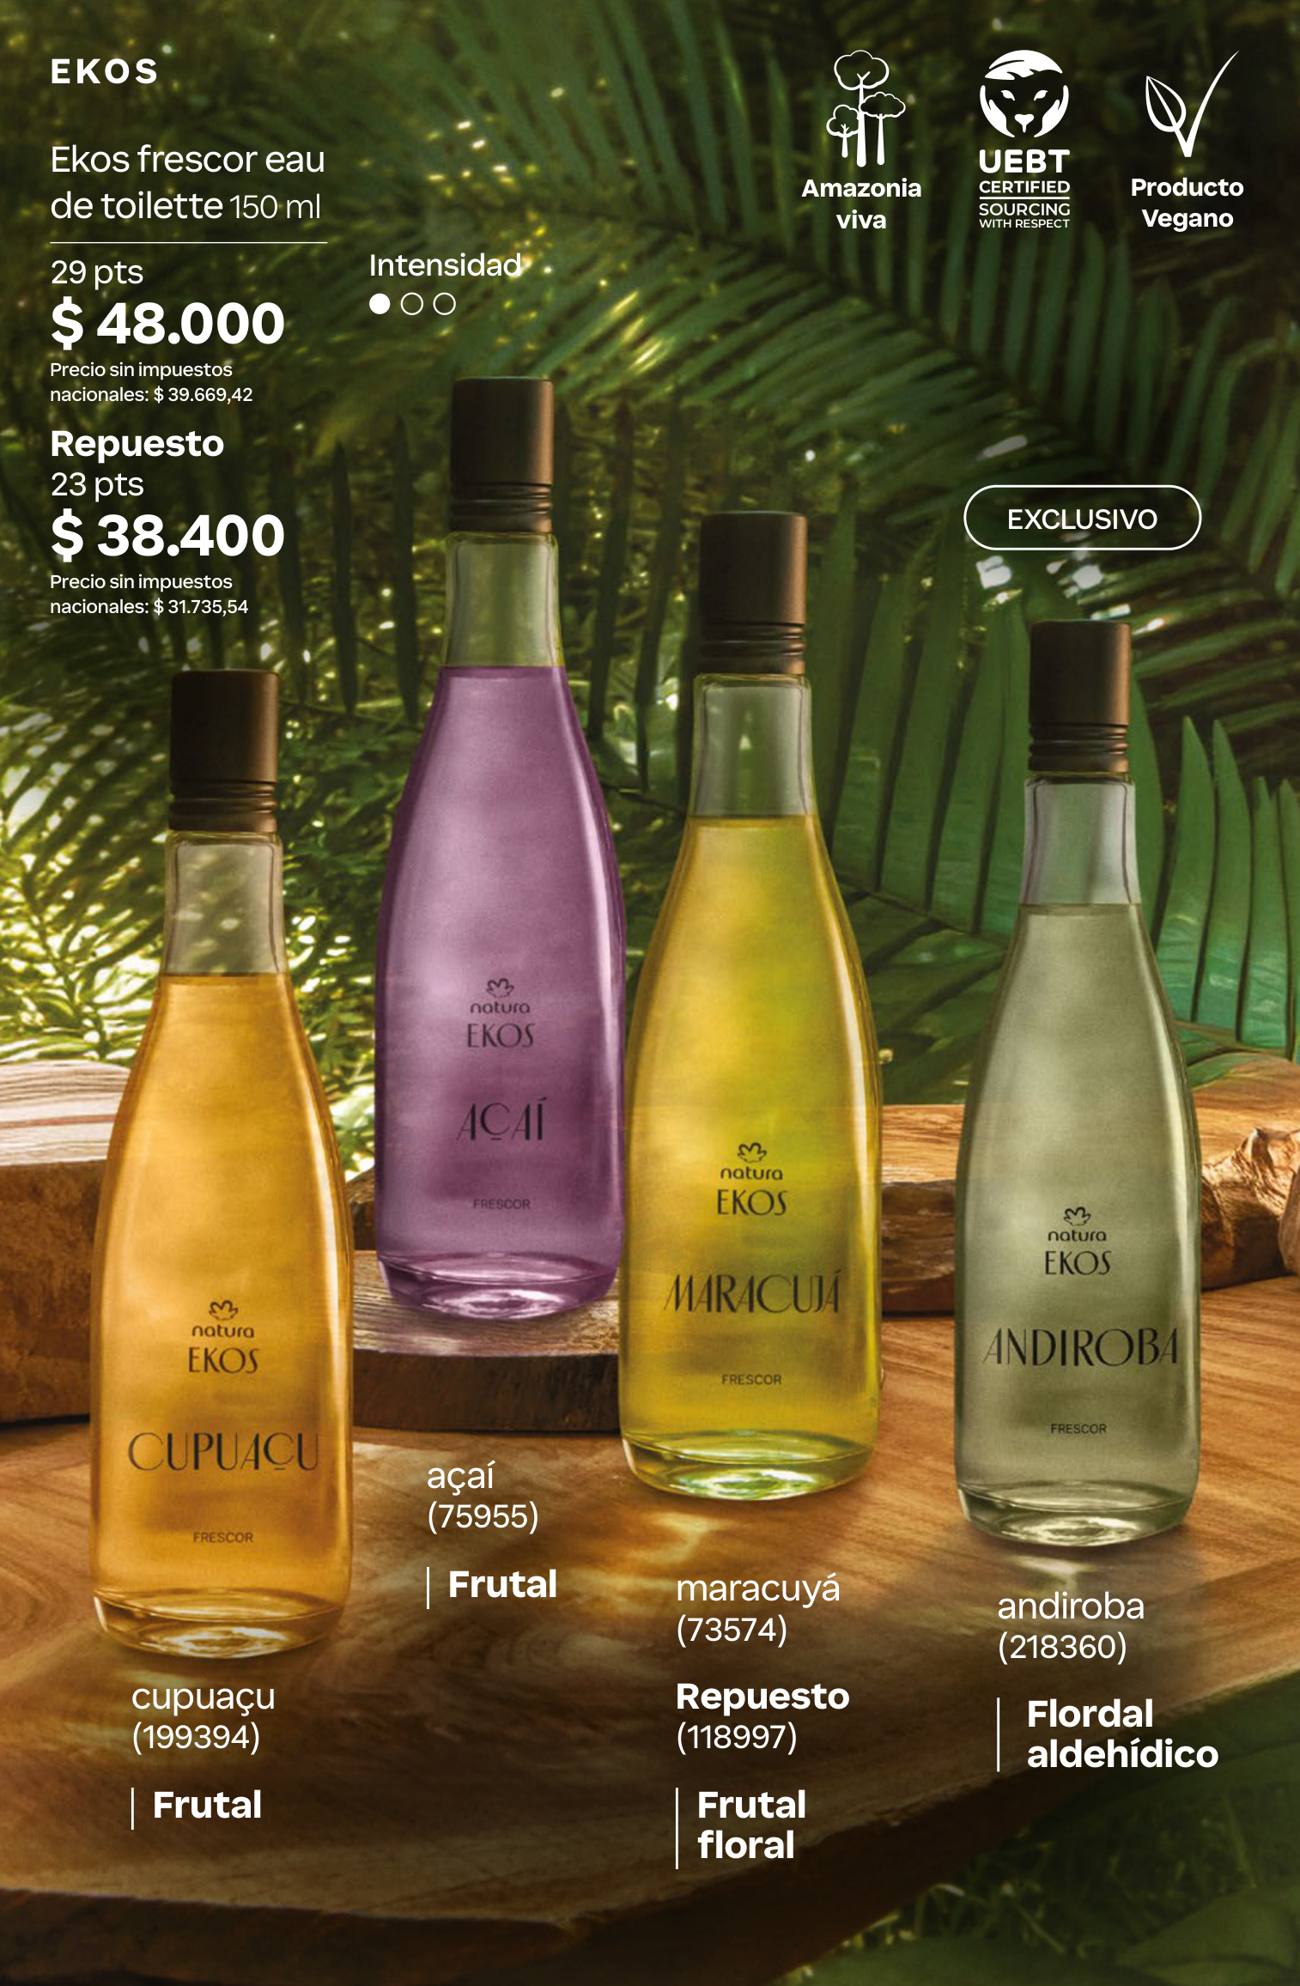 EKOS
Ekos frescor eau
de toilette 150 ml
29 pts
$ 48.000
Precio sin impuestos
nacionales: $ 39.669,42
Repuesto
23 pts
$ 38.400
Precio sin impuestos
nacionales: $ 31.735,54
Intensidad
Amazonia
viva
UEBT
CERTIFIED
SOURCING
WITH RESPECT
Producto
Vegano
EXCLUSIVO
natura
EKOS
CUPUAÇU
FRESCOR
natura
EKOS
AÇAÍ
FRESCOR
natura
EKOS
MARACUJÁ
FRESCOR
natura
EKOS
ANDIROBA
FRESCOR
cupuaçu
(199394)
Frutal
açaí
(75955)
Frutal
maracuyá
(73574)
Repuesto
(118997)
Frutal
floral
andiroba
(218360)
Flordal
aldehídico